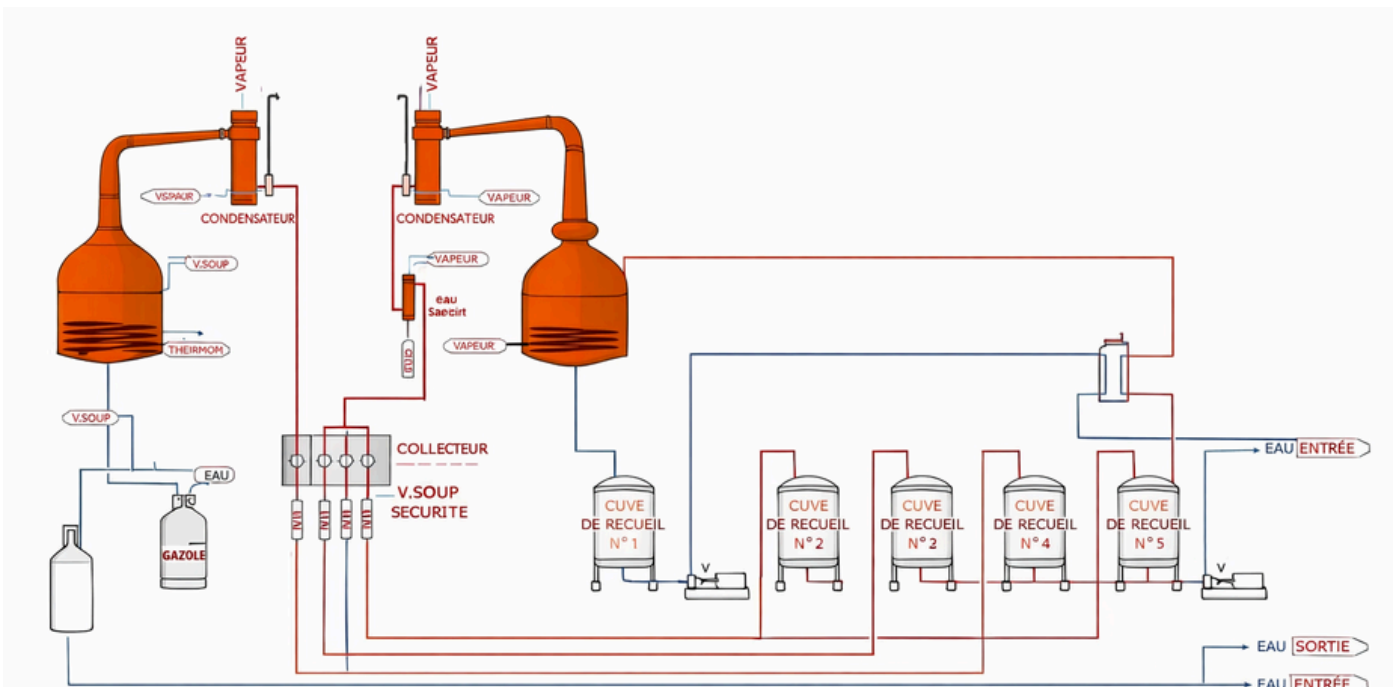 VAPEUR
VAPEUR
VAPEUR
CONDENSATEUR
CONDENSATEUR
V.SOUP
VAPEUR
eau
Saecirt
THEIRMOM
VAPEUR
V.SOUP
EAU
GAZOLE
COLLECTEUR
V.SOUP
SECURITE
EAU ENTRÉE
CUVE
DE RECUEIL
N° 1
CUVE
DE RECUEIL
N° 2
CUVE
DE RECUEIL
N° 2
CUVE
DE RECUEIL
N° 4
CUVE
DE RECUEIL
N° 5
V
V
EAU SORTIE
EAU ENTRÉE